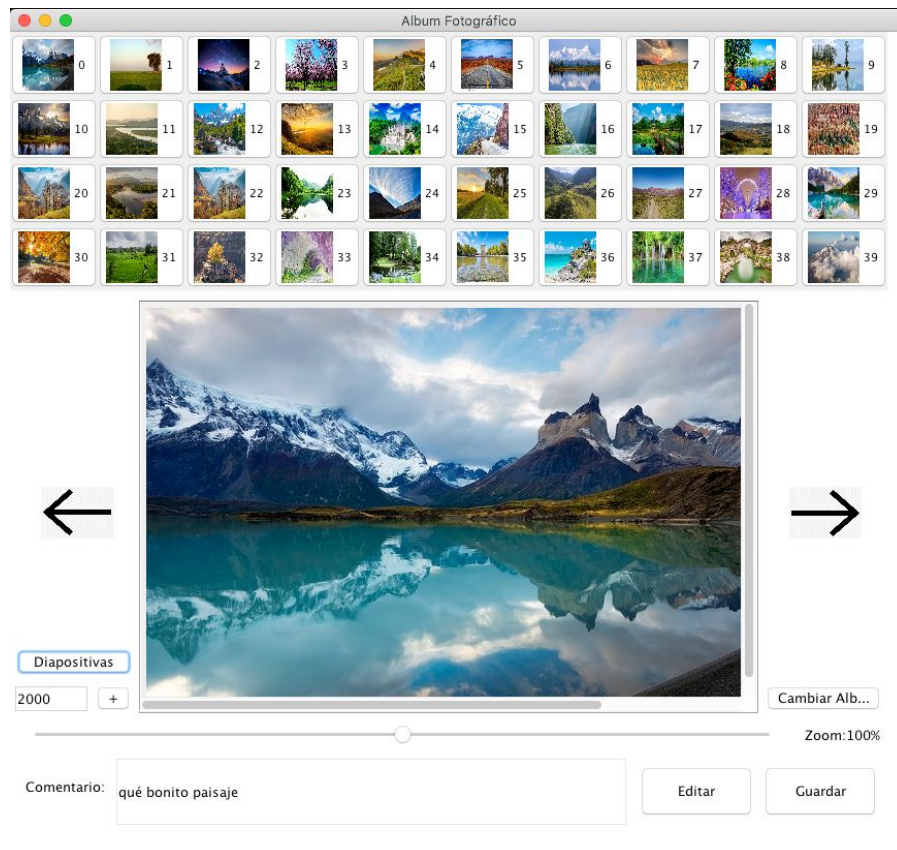 Album Fotográfico
0 1 2 3 4 5 6 7 8 9
10 11 12 13 14 15 16 17 18 19
20 21 22 23 24 25 26 27 28 29
30 31 32 33 34 35 36 37 38 39
Diapositivas
2000 +
Cambiar Alb...
Zoom:100%
Comentario: qué bonito paisaje Editar Guardar